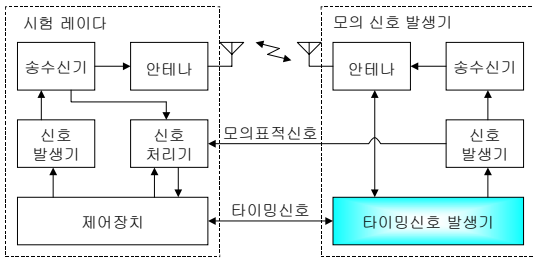 시험 레이다
모의 신호 발생기
송수신기
안테나
안테나
송수신기
신호
발생기
신호
처리기
모의표적신호
신호
발생기
제어장치
타이밍신호
타이밍신호 발생기